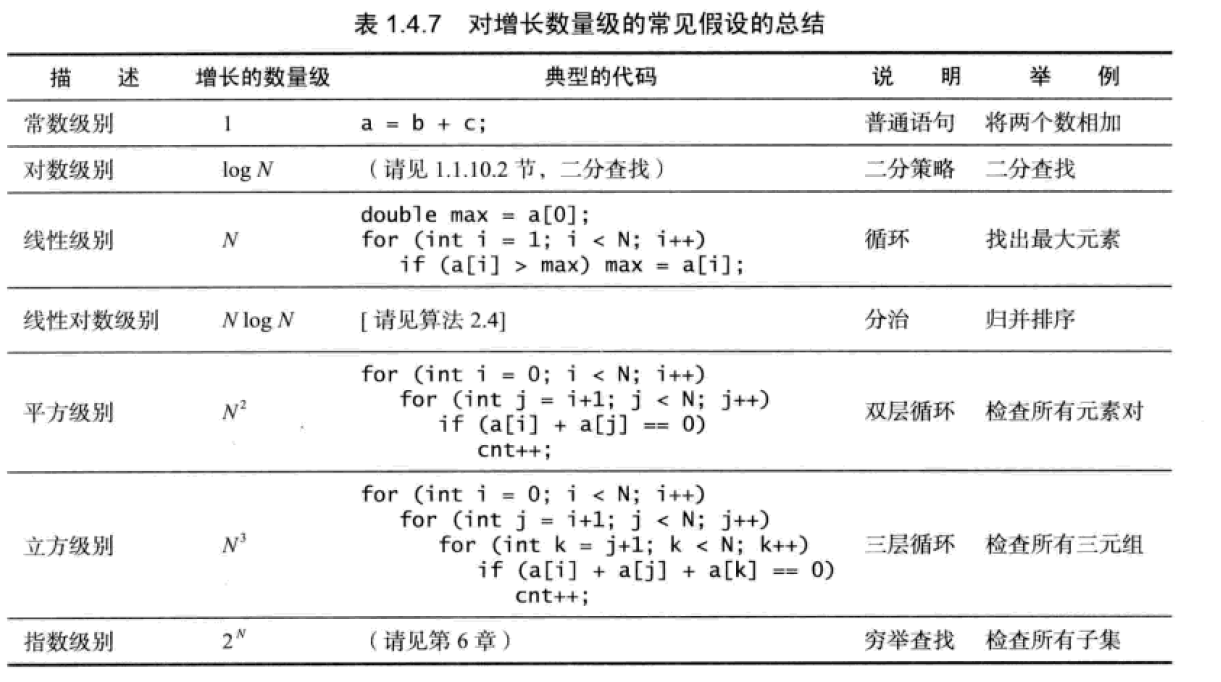 表 1.4.7 对增长数量级的常见假设的总结
描 述 增长的数量级 典型的代码 说 明 举 例
常数级别 1 a = b + c; 普通语句 将两个数相加
对数级别 log N （请见 1.1.10.2 节，二分查找） 二分策略 二分查找
double max = a[0];
线性级别 N for (int i = 1; i < N; i++) 循环 找出最大元素
if (a[i] > max) max = a[i];
线性对数级别 N log N [ 请见算法 2.4] 分治 归并排序
for (int i = 0; i < N; i++)
for (int j = i+1; j < N; j++)
平方级别 N² if (a[i] + a[j] == 0) 双层循环 检查所有元素对
cnt++;
for (int i = 0; i < N; i++)
for (int j = i+1; j < N; j++)
立方级别 N³ for (int k = j+1; k < N; k++) 三层循环 检查所有三元组
if (a[i] + a[j] + a[k] == 0)
cnt++;
指数级别 2ᴺ （请见第 6 章） 穷举查找 检查所有子集